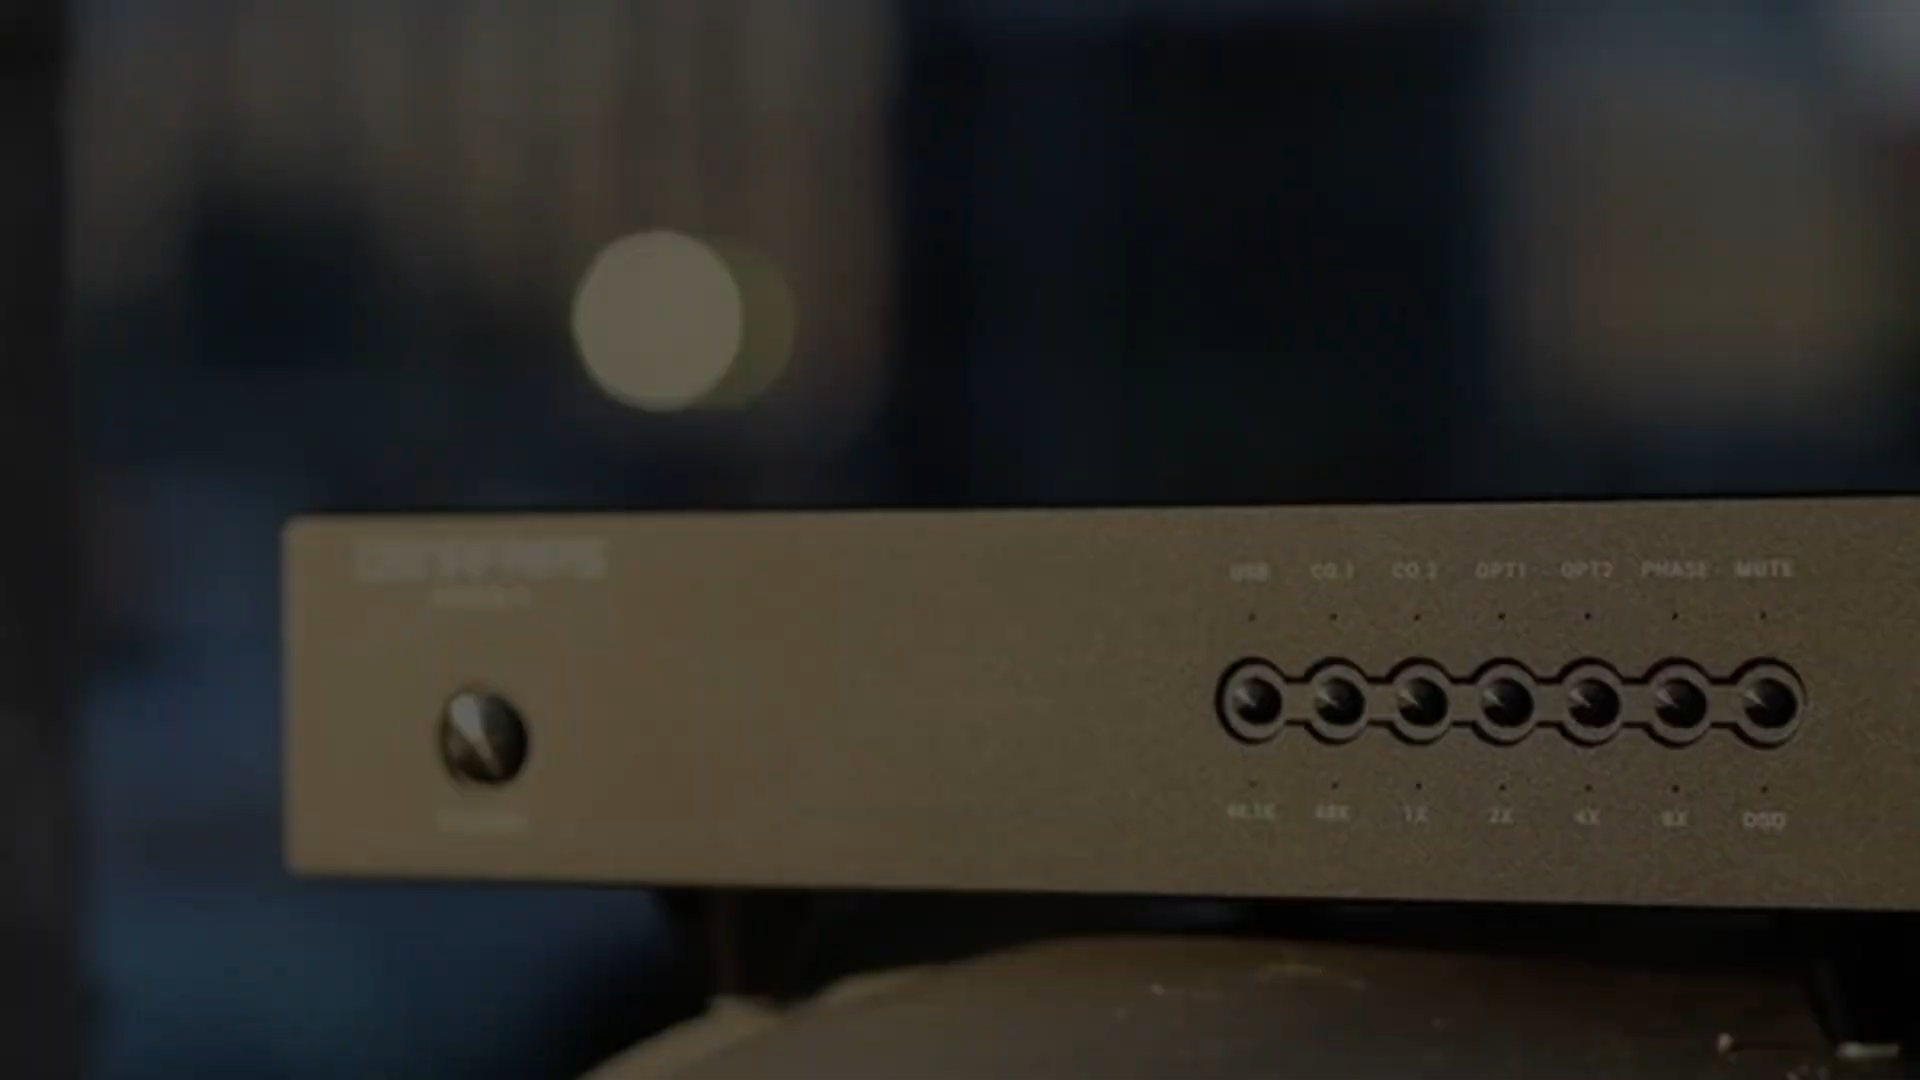 USB CO.1 CO.2 OPT1 OPT2 PHASE MUTE
44.1K 48K 1X 2X 4X 8X DSD